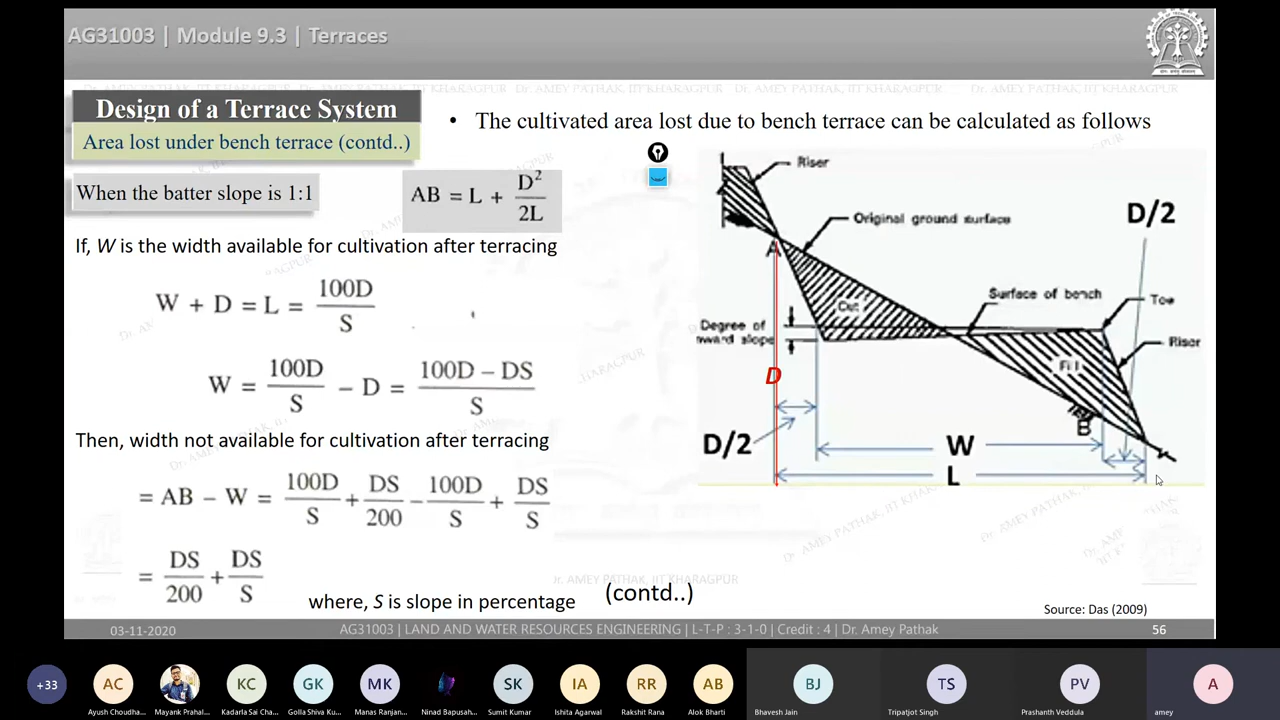 AG31003 | Module 9.3 | Terraces
Design of a Terrace System
Area lost under bench terrace (contd..)
• The cultivated area lost due to bench terrace can be calculated as follows
When the batter slope is 1:1
AB = L + D²/2L
If, W is the width available for cultivation after terracing
W + D = L = 100D/S
W = 100D/S − D = (100D − DS)/S
Then, width not available for cultivation after terracing
= AB − W = 100D/S + DS/200 − 100D/S + DS/S
= DS/200 + DS/S
where, S is slope in percentage
(contd..)
Riser
Original ground surface
D/2
A
Surface of bench
Toe
Degree of
inward slope
Cut
Riser
Fill
D
B
D/2
W
L
Source: Das (2009)
03-11-2020
AG31003 | LAND AND WATER RESOURCES ENGINEERING | L-T-P : 3-1-0 | Credit : 4 | Dr. Amey Pathak
56
+33
AC
KC
GK
MK
SK
IA
RR
AB
BJ
TS
PV
A
Ayush Choudha...
Mayank Prahal...
Kadarla Sai Cha...
Golla Shiva Ku...
Manas Ranjan...
Ninad Bapusah...
Sumit Kumar
Ishita Agarwal
Rakshit Rana
Alok Bharti
Bhavesh Jain
Tripatjot Singh
Prashanth Veddula
amey